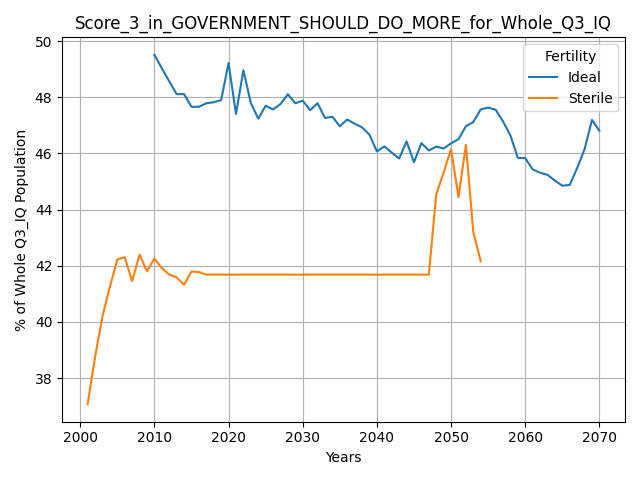 Score_3_in_GOVERNMENT_SHOULD_DO_MORE_for_Whole_Q3_IQ
% of Whole Q3_IQ Population
50
48
46
44
42
40
38
Fertility
Ideal
Sterile
2000 2010 2020 2030 2040 2050 2060 2070
Years